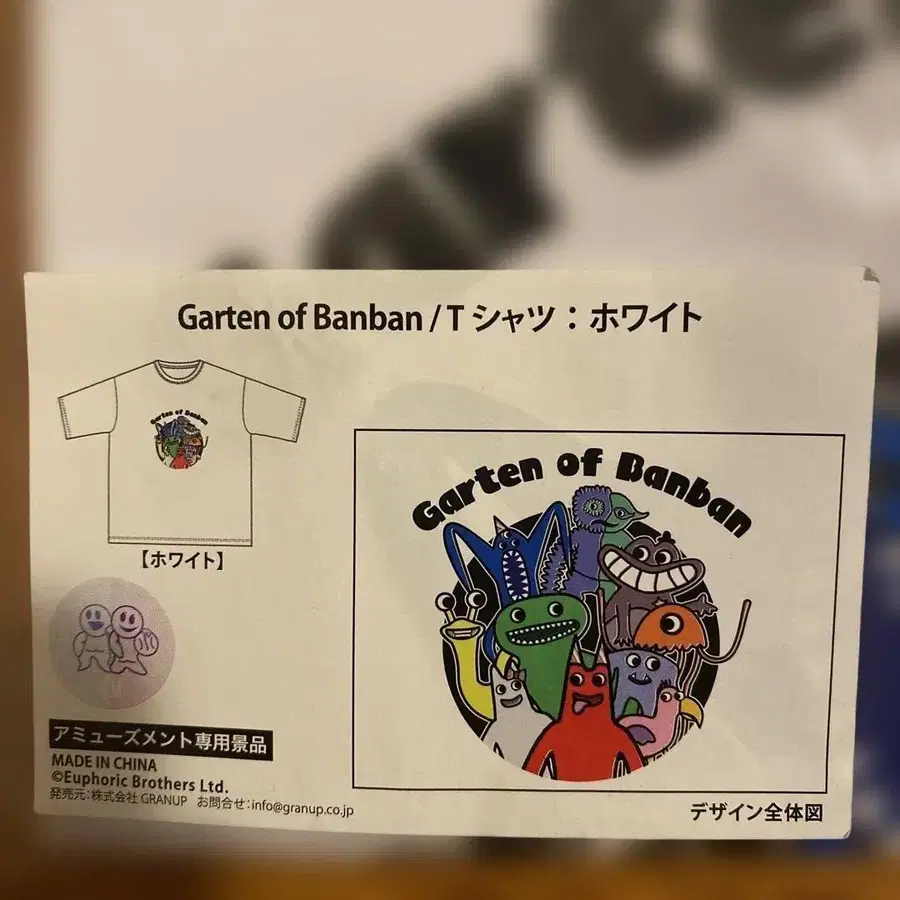 Garten of Banban / T シャツ : ホワイト
Garten of Banban
【ホワイト】
Garten of Banban
アミューズメント専用景品
MADE IN CHINA
©Euphoric Brothers Ltd.
発売元:株式会社 GRANUP お問合せ:info@granup.co.jp
デザイン全体図